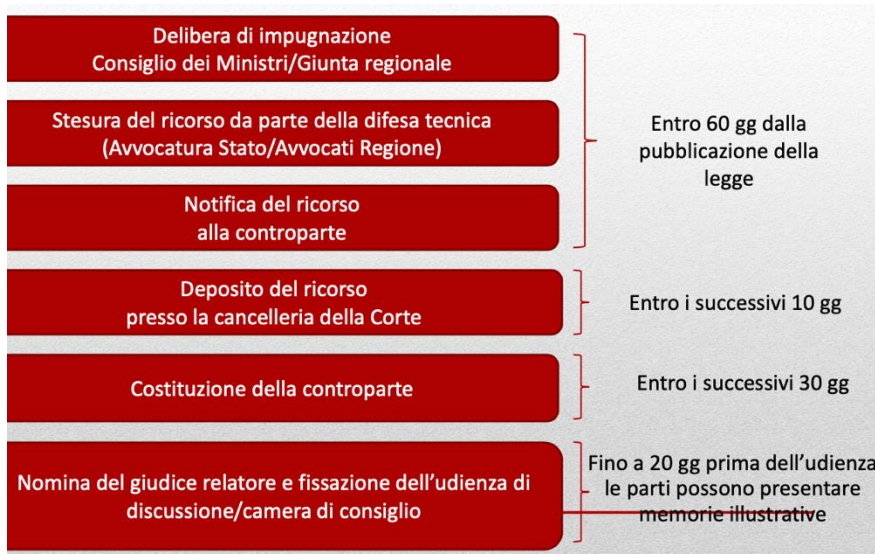 Delibera di impugnazione
Consiglio dei Ministri/Giunta regionale
Stesura del ricorso da parte della difesa tecnica
(Avvocatura Stato/Avvocati Regione)
Notifica del ricorso
alla controparte
Entro 60 gg dalla
pubblicazione della
legge
Deposito del ricorso
presso la cancelleria della Corte
Entro i successivi 10 gg
Costituzione della controparte
Entro i successivi 30 gg
Nomina del giudice relatore e fissazione dell’udienza di
discussione/camera di consiglio
Fino a 20 gg prima dell’udienza
le parti possono presentare
memorie illustrative